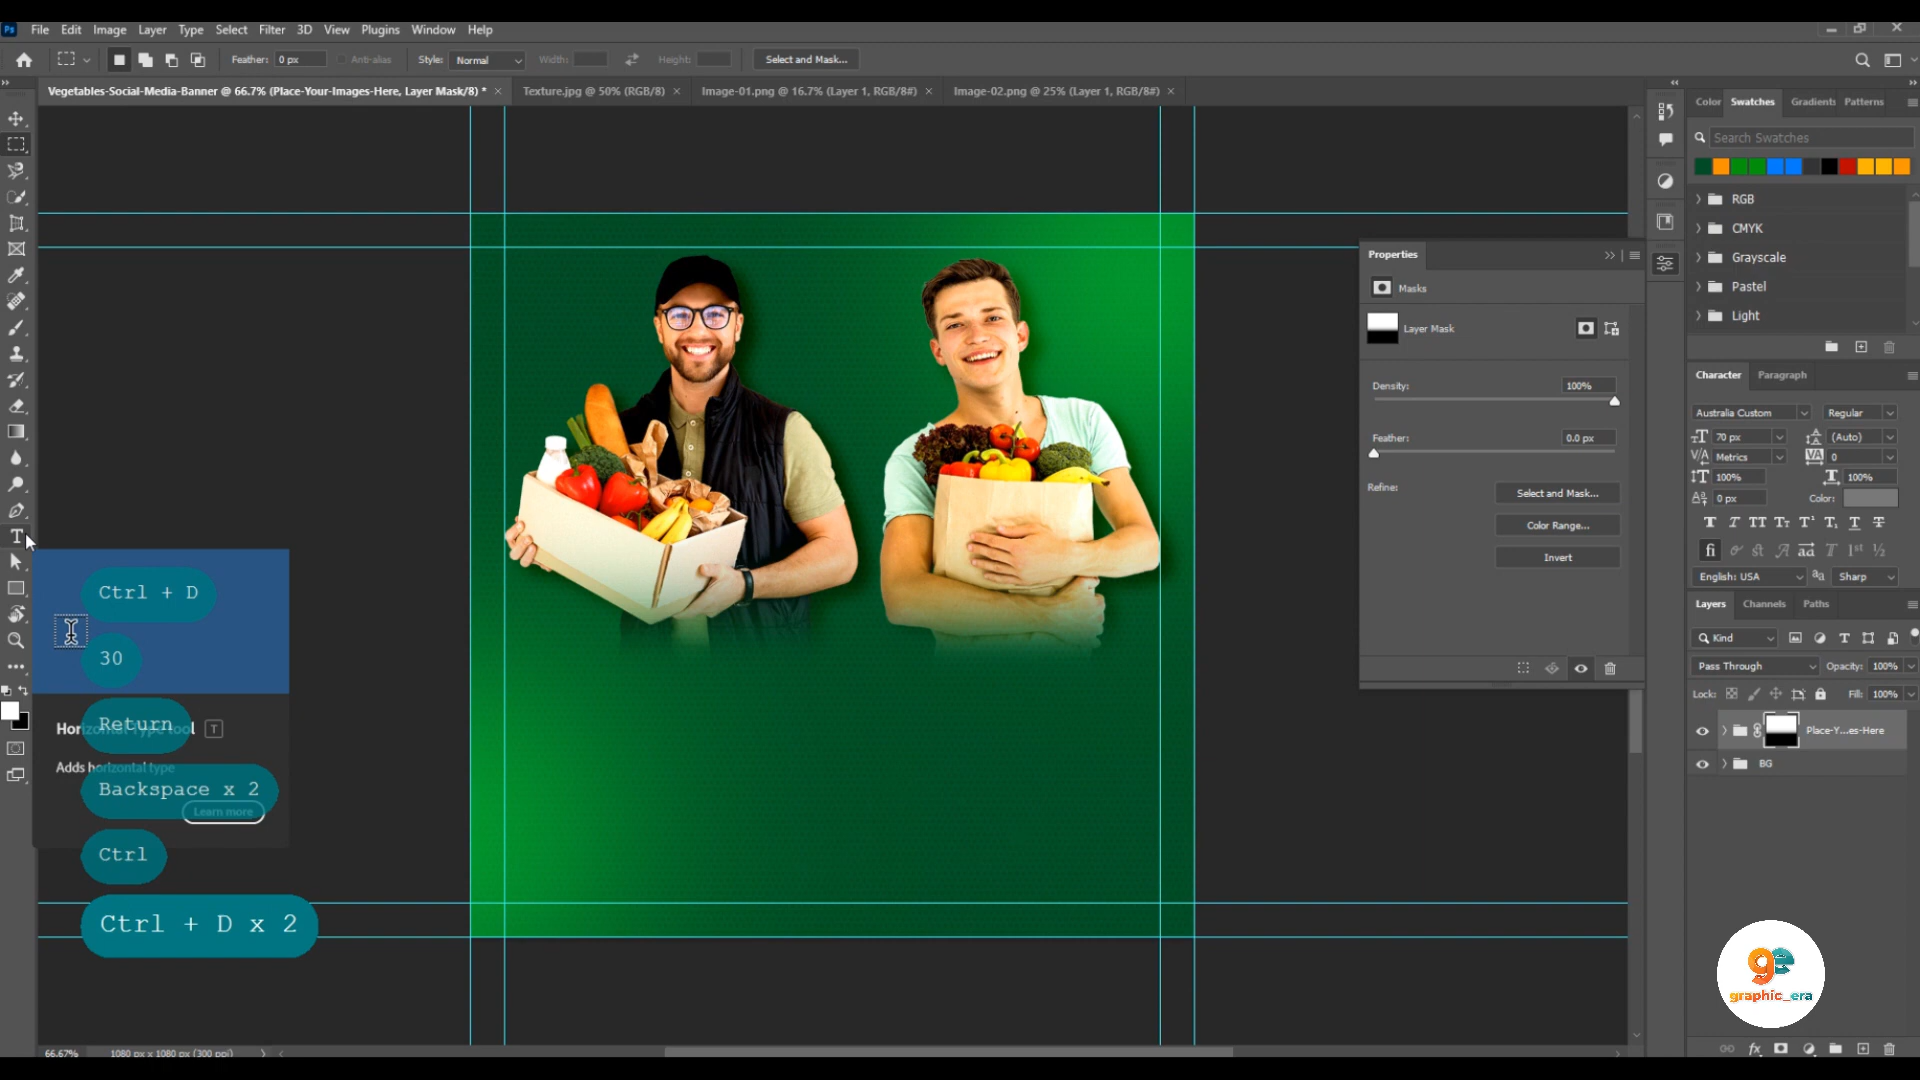 Ps File Edit Image Layer Type Select Filter 3D View Plugins Window Help
Feather: 0 px Anti-alias Style: Normal Width: Height: Select and Mask...
Vegetables-Social-Media-Banner @ 66.7% (Place-Your-Images-Here, Layer Mask/8) * × Texture.jpg @ 50% (RGB/8) × Image-01.png @ 16.7% (Layer 1, RGB/8#) × Image-02.png @ 25% (Layer 1, RGB/8#) ×
Color Swatches Gradients Patterns
Search Swatches
RGB
CMYK
Grayscale
Pastel
Light
Properties
Masks
Layer Mask
Density: 100%
Feather: 0.0 px
Refine: Select and Mask...
Color Range...
Invert
Character Paragraph
Australia Custom Regular
70 px (Auto)
Metrics 0
100% 100%
0 px Color:
English: USA aa Sharp
Layers Channels Paths
Kind
Pass Through Opacity: 100%
Lock: Fill: 100%
Place-Y...es-Here
BG
Ctrl + D
30
Return
Horizontal Type tool T
Adds horizontal type
Backspace x 2
Learn more
Ctrl
Ctrl + D x 2
ge
graphic_era
66.67% 1080 px x 1080 px (300 ppi)